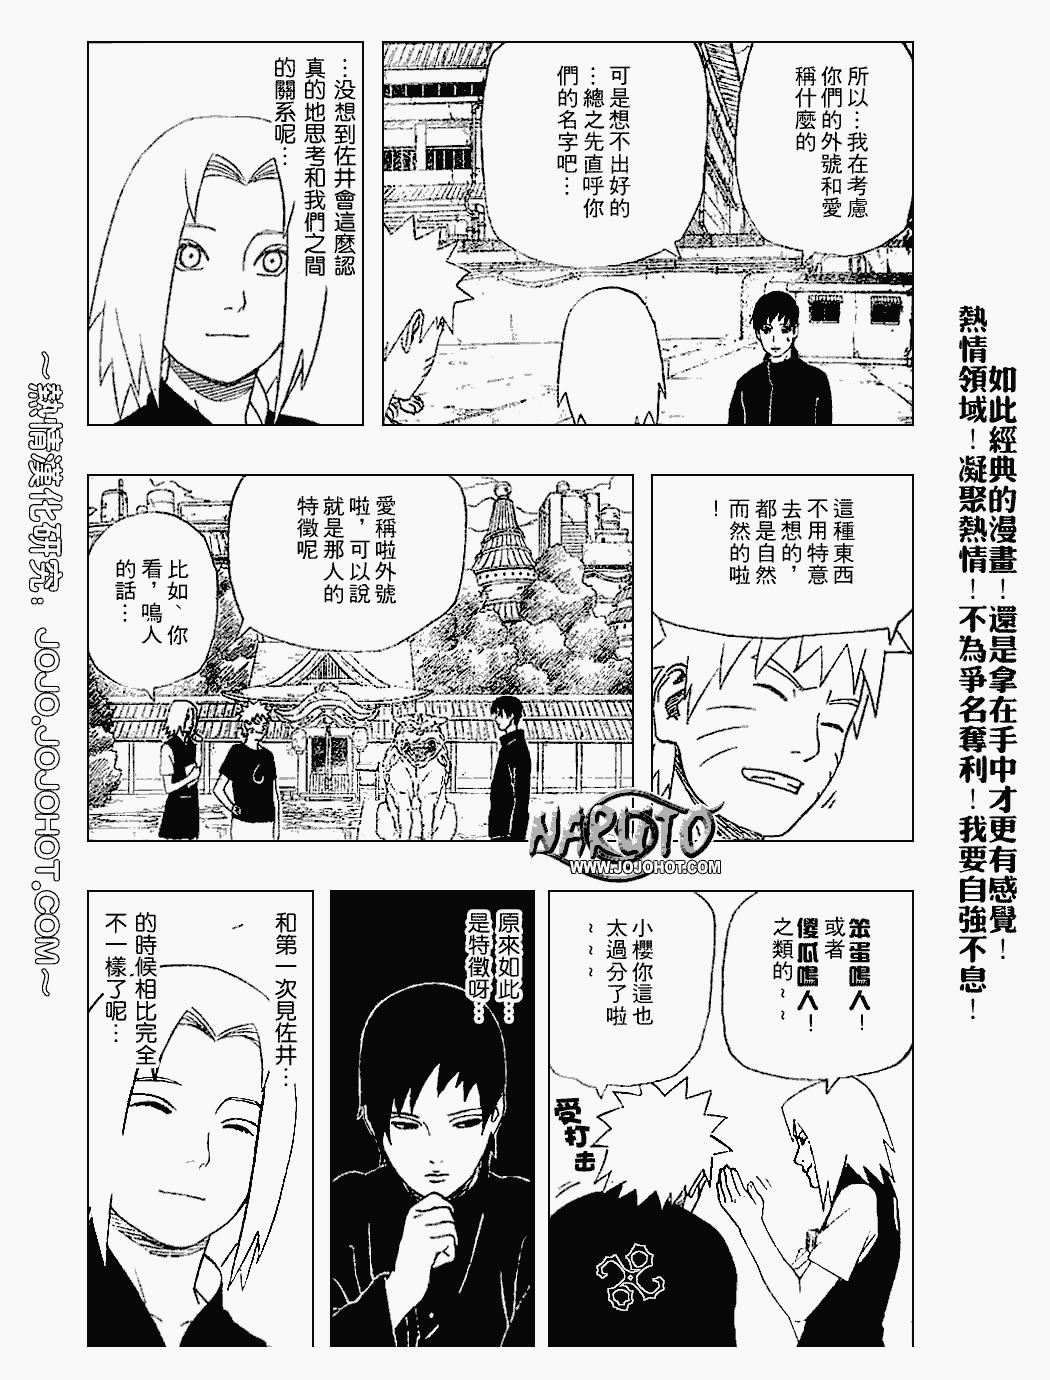 所以…我在考慮
你們的外號和愛
稱什麼的
可是想不出好的
…總之先直呼你
們的名字吧…
…没想到佐井會這麼認
真的地思考和我們之間
的關系呢…
這種東西
不用特意
去想的，
都是自然
而然的啦
！
愛稱啦外號
啦，可以說
就是那人的
特徵呢
比如、你
看，鳴人
的話…
笨蛋鳴人！
或者
傻瓜鳴人！
之類的~~
小櫻你這也
太過分了啦
~~~
受打击
原來如此…
是特徵呀…
和第一次見佐井…
的時候相比完全
不一樣了呢…
NARUTO
WWW.JOJOHOT.COM
如此經典的漫畫！還是拿在手中才更有感覺！
熱情領域！凝聚熱情！不為爭名奪利！我要自強不息！
~熱情漢化研究：JOJO.JOJOHOT.COM~